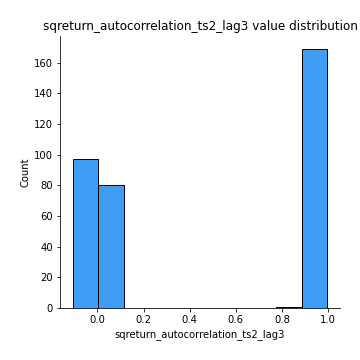 sqreturn_autocorrelation_ts2_lag3 value distribution
160
140
120
100
80
60
40
20
0
Count
0.0 0.2 0.4 0.6 0.8 1.0
sqreturn_autocorrelation_ts2_lag3